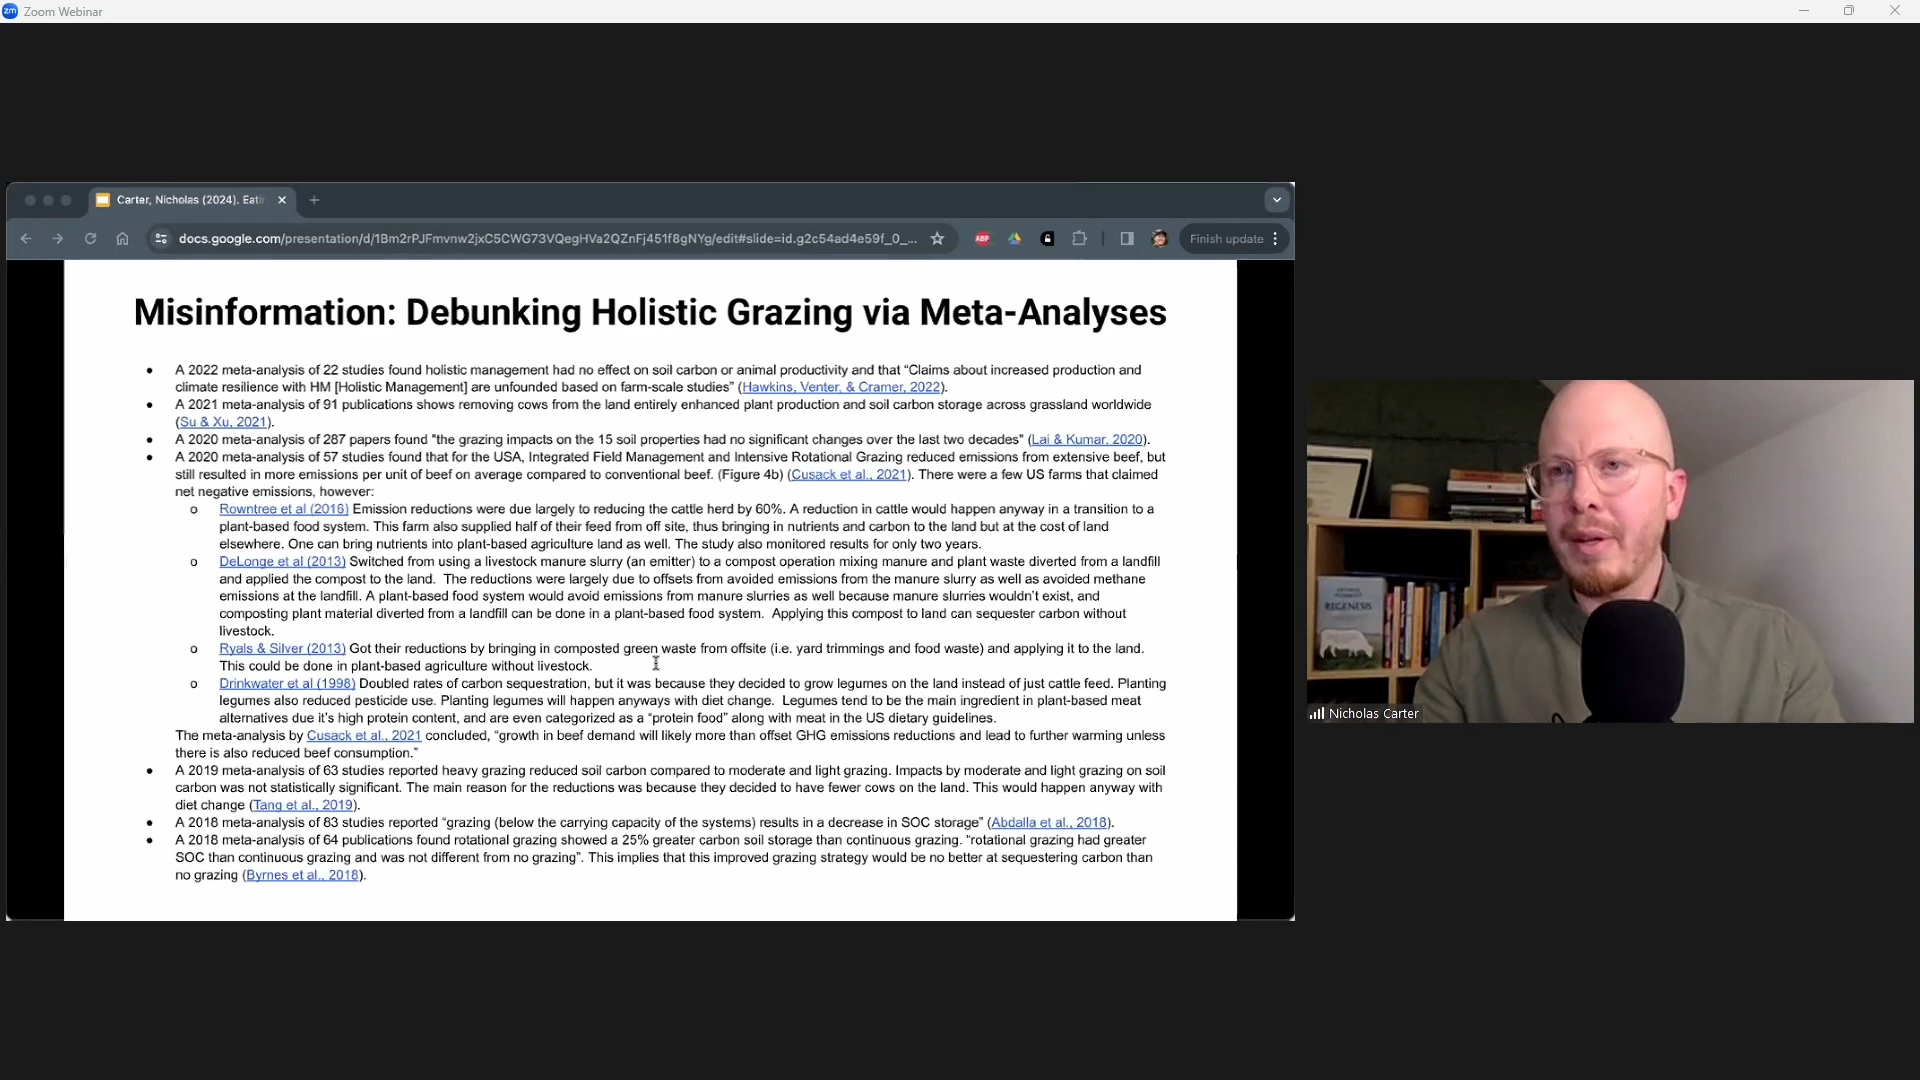 zm Zoom Webinar
Carter, Nicholas (2024). Eatin
docs.google.com/presentation/d/1Bm2rPJFmvnw2jxC5CWG73VQegHVa2QZnFj451f8gNYg/edit#slide=id.g2c54ad4e59f_0_...
ABP
Finish update
Misinformation: Debunking Holistic Grazing via Meta-Analyses
• A 2022 meta-analysis of 22 studies found holistic management had no effect on soil carbon or animal productivity and that “Claims about increased production and
climate resilience with HM [Holistic Management] are unfounded based on farm-scale studies” (Hawkins, Venter, & Cramer, 2022).
• A 2021 meta-analysis of 91 publications shows removing cows from the land entirely enhanced plant production and soil carbon storage across grassland worldwide
(Su & Xu, 2021).
• A 2020 meta-analysis of 287 papers found "the grazing impacts on the 15 soil properties had no significant changes over the last two decades” (Lai & Kumar, 2020).
• A 2020 meta-analysis of 57 studies found that for the USA, Integrated Field Management and Intensive Rotational Grazing reduced emissions from extensive beef, but
still resulted in more emissions per unit of beef on average compared to conventional beef. (Figure 4b) (Cusack et al., 2021). There were a few US farms that claimed
net negative emissions, however:
o Rowntree et al (2016) Emission reductions were due largely to reducing the cattle herd by 60%. A reduction in cattle would happen anyway in a transition to a
plant-based food system. This farm also supplied half of their feed from off site, thus bringing in nutrients and carbon to the land but at the cost of land
elsewhere. One can bring nutrients into plant-based agriculture land as well. The study also monitored results for only two years.
o DeLonge et al (2013) Switched from using a livestock manure slurry (an emitter) to a compost operation mixing manure and plant waste diverted from a landfill
and applied the compost to the land. The reductions were largely due to offsets from avoided emissions from the manure slurry as well as avoided methane
emissions at the landfill. A plant-based food system would avoid emissions from manure slurries as well because manure slurries wouldn’t exist, and
composting plant material diverted from a landfill can be done in a plant-based food system. Applying this compost to land can sequester carbon without
livestock.
o Ryals & Silver (2013) Got their reductions by bringing in composted green waste from offsite (i.e. yard trimmings and food waste) and applying it to the land.
This could be done in plant-based agriculture without livestock.
o Drinkwater et al (1998) Doubled rates of carbon sequestration, but it was because they decided to grow legumes on the land instead of just cattle feed. Planting
legumes also reduced pesticide use. Planting legumes will happen anyways with diet change. Legumes tend to be the main ingredient in plant-based meat
alternatives due it’s high protein content, and are even categorized as a “protein food” along with meat in the US dietary guidelines.
The meta-analysis by Cusack et al., 2021 concluded, “growth in beef demand will likely more than offset GHG emissions reductions and lead to further warming unless
there is also reduced beef consumption.”
• A 2019 meta-analysis of 63 studies reported heavy grazing reduced soil carbon compared to moderate and light grazing. Impacts by moderate and light grazing on soil
carbon was not statistically significant. The main reason for the reductions was because they decided to have fewer cows on the land. This would happen anyway with
diet change (Tang et al., 2019).
• A 2018 meta-analysis of 83 studies reported “grazing (below the carrying capacity of the systems) results in a decrease in SOC storage” (Abdalla et al., 2018).
• A 2018 meta-analysis of 64 publications found rotational grazing showed a 25% greater carbon soil storage than continuous grazing. “rotational grazing had greater
SOC than continuous grazing and was not different from no grazing”. This implies that this improved grazing strategy would be no better at sequestering carbon than
no grazing (Byrnes et al., 2018).
REGENESIS
Nicholas Carter